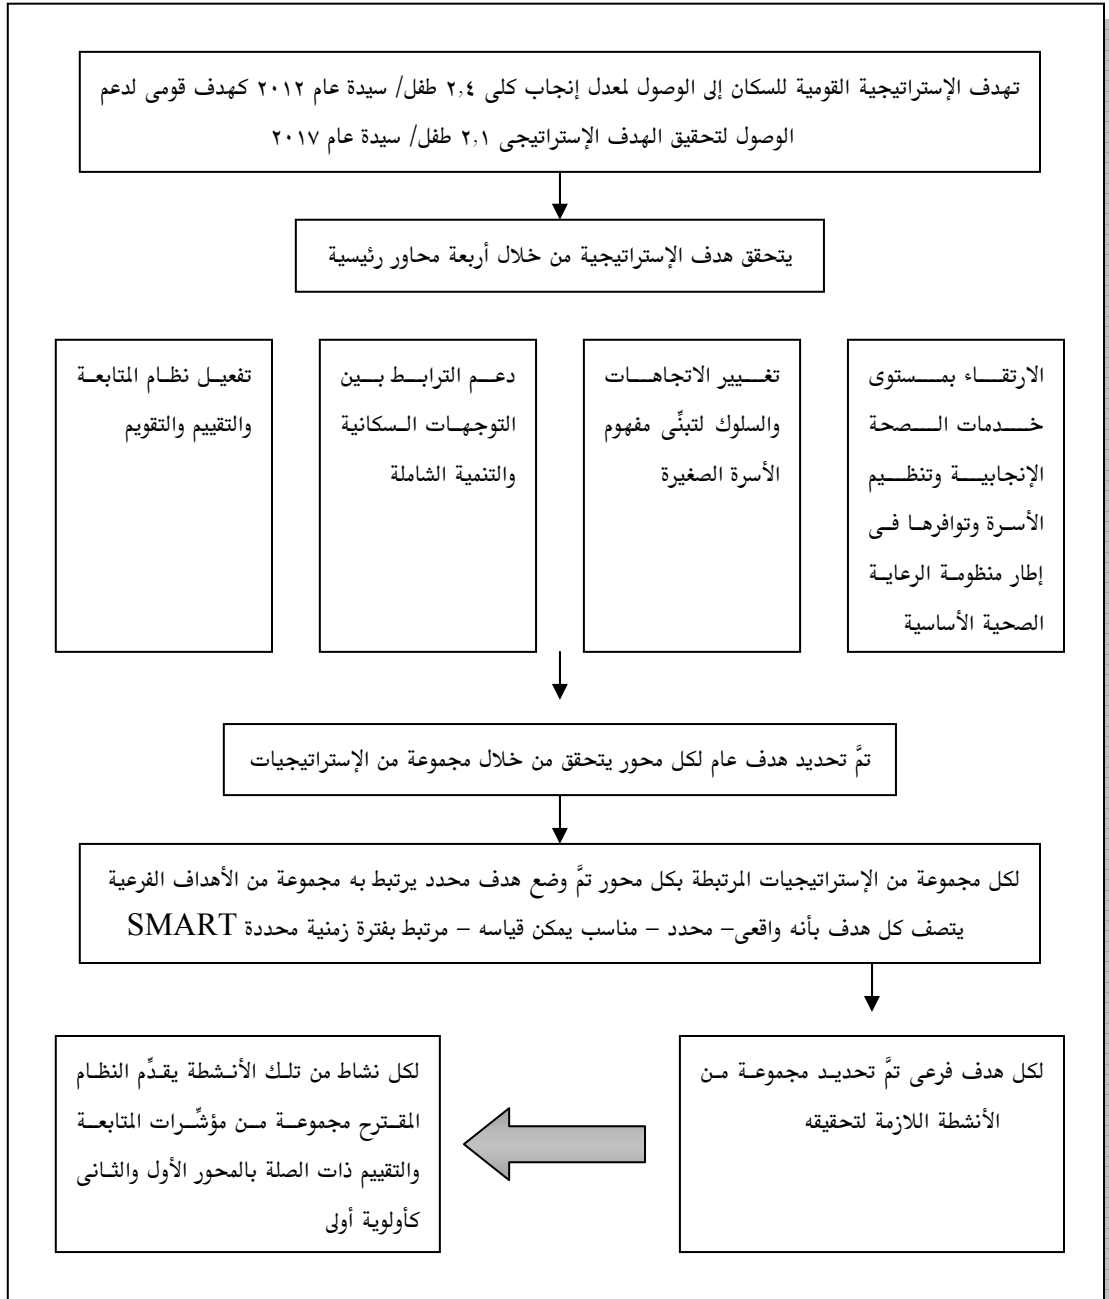 تهدف الإستراتيجية القومية للسكان إلى الوصول لمعدل إنجاب كلى ٢,٤ طفل/ سيدة عام ٢٠١٢ كهدف قومى لدعم
الوصول لتحقيق الهدف الإستراتيجى ٢,١ طفل/ سيدة عام ٢٠١٧
يتحقق هدف الإستراتيجية من خلال أربعة محاور رئيسية
الارتقاء بمستوى
خدمات الصحة
الإنجابية وتنظيم
الأسرة وتوافرها فى
إطار منظومة الرعاية
الصحية الأساسية
تغيير الاتجاهات
والسلوك لتبنِّى مفهوم
الأسرة الصغيرة
دعم الترابط بين
التوجهات السكانية
والتنمية الشاملة
تفعيل نظام المتابعة
والتقييم والتقويم
تمَّ تحديد هدف عام لكل محور يتحقق من خلال مجموعة من الإستراتيجيات
لكل مجموعة من الإستراتيجيات المرتبطة بكل محور تمَّ وضع هدف محدد يرتبط به مجموعة من الأهداف الفرعية
يتصف كل هدف بأنه واقعى– محدد – مناسب يمكن قياسه – مرتبط بفترة زمنية محددة SMART
لكل هدف فرعى تمَّ تحديد مجموعة من
الأنشطة اللازمة لتحقيقه
لكل نشاط من تلك الأنشطة يقدِّم النظام
المقترح مجموعة من مؤشِّرات المتابعة
والتقييم ذات الصلة بالمحور الأول والثانى
كأولوية أولى